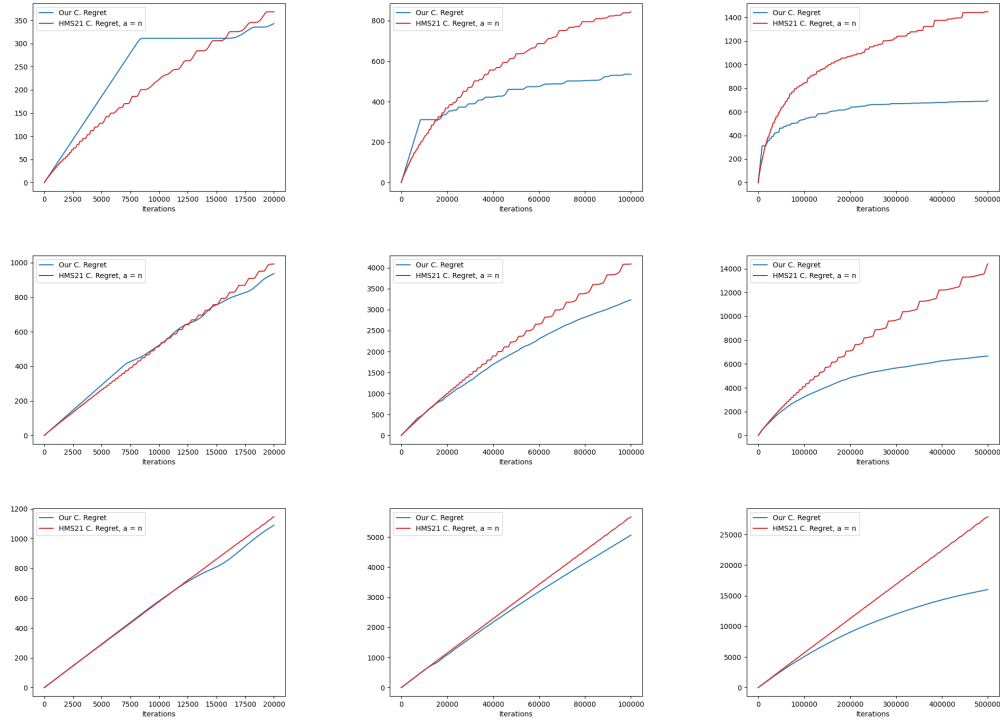 Our C. Regret
HMS21 C. Regret, a = n
350
300
250
200
150
100
50
0
0 2500 5000 7500 10000 12500 15000 17500 20000
Iterations
Our C. Regret
HMS21 C. Regret, a = n
800
600
400
200
0
0 20000 40000 60000 80000 100000
Iterations
Our C. Regret
HMS21 C. Regret, a = n
1400
1200
1000
800
600
400
200
0
0 100000 200000 300000 400000 500000
Iterations
Our C. Regret
HMS21 C. Regret, a = n
1000
800
600
400
200
0
0 2500 5000 7500 10000 12500 15000 17500 20000
Iterations
Our C. Regret
HMS21 C. Regret, a = n
4000
3500
3000
2500
2000
1500
1000
500
0
0 20000 40000 60000 80000 100000
Iterations
Our C. Regret
HMS21 C. Regret, a = n
14000
12000
10000
8000
6000
4000
2000
0
0 100000 200000 300000 400000 500000
Iterations
Our C. Regret
HMS21 C. Regret, a = n
1200
1000
800
600
400
200
0
0 2500 5000 7500 10000 12500 15000 17500 20000
Iterations
Our C. Regret
HMS21 C. Regret, a = n
5000
4000
3000
2000
1000
0
0 20000 40000 60000 80000 100000
Iterations
Our C. Regret
HMS21 C. Regret, a = n
25000
20000
15000
10000
5000
0
0 100000 200000 300000 400000 500000
Iterations